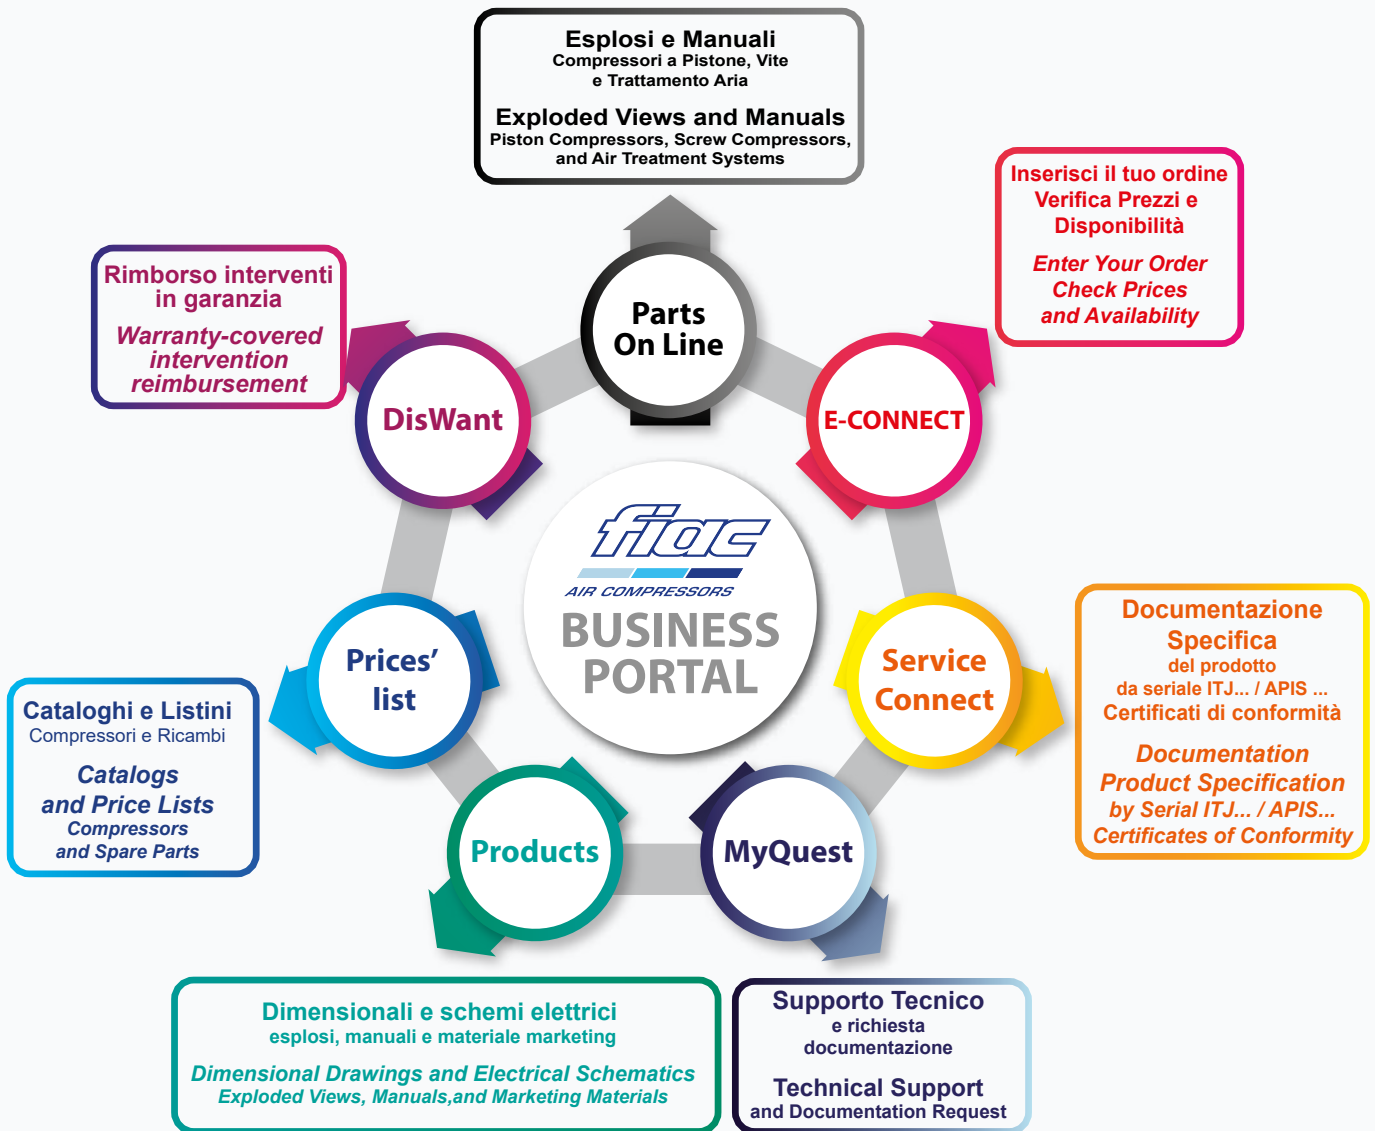 Esplosi e Manuali
Compressori a Pistone, Vite
e Trattamento Aria
Exploded Views and Manuals
Piston Compressors, Screw Compressors,
and Air Treatment Systems
Inserisci il tuo ordine
Verifica Prezzi e
Disponibilità
Enter Your Order
Check Prices
and Availability
Rimborso interventi
in garanzia
Warranty-covered
intervention
reimbursement
Parts
On Line
DisWant
E-CONNECT
fiac
AIR COMPRESSORS
BUSINESS
PORTAL
Prices'
list
Service
Connect
Documentazione
Specifica
del prodotto
da seriale ITJ... / APIS ...
Certificati di conformità
Documentation
Product Specification
by Serial ITJ... / APIS...
Certificates of Conformity
Cataloghi e Listini
Compressori e Ricambi
Catalogs
and Price Lists
Compressors
and Spare Parts
Products
MyQuest
Dimensionali e schemi elettrici
esplosi, manuali e materiale marketing
Dimensional Drawings and Electrical Schematics
Exploded Views, Manuals,and Marketing Materials
Supporto Tecnico
e richiesta
documentazione
Technical Support
and Documentation Request